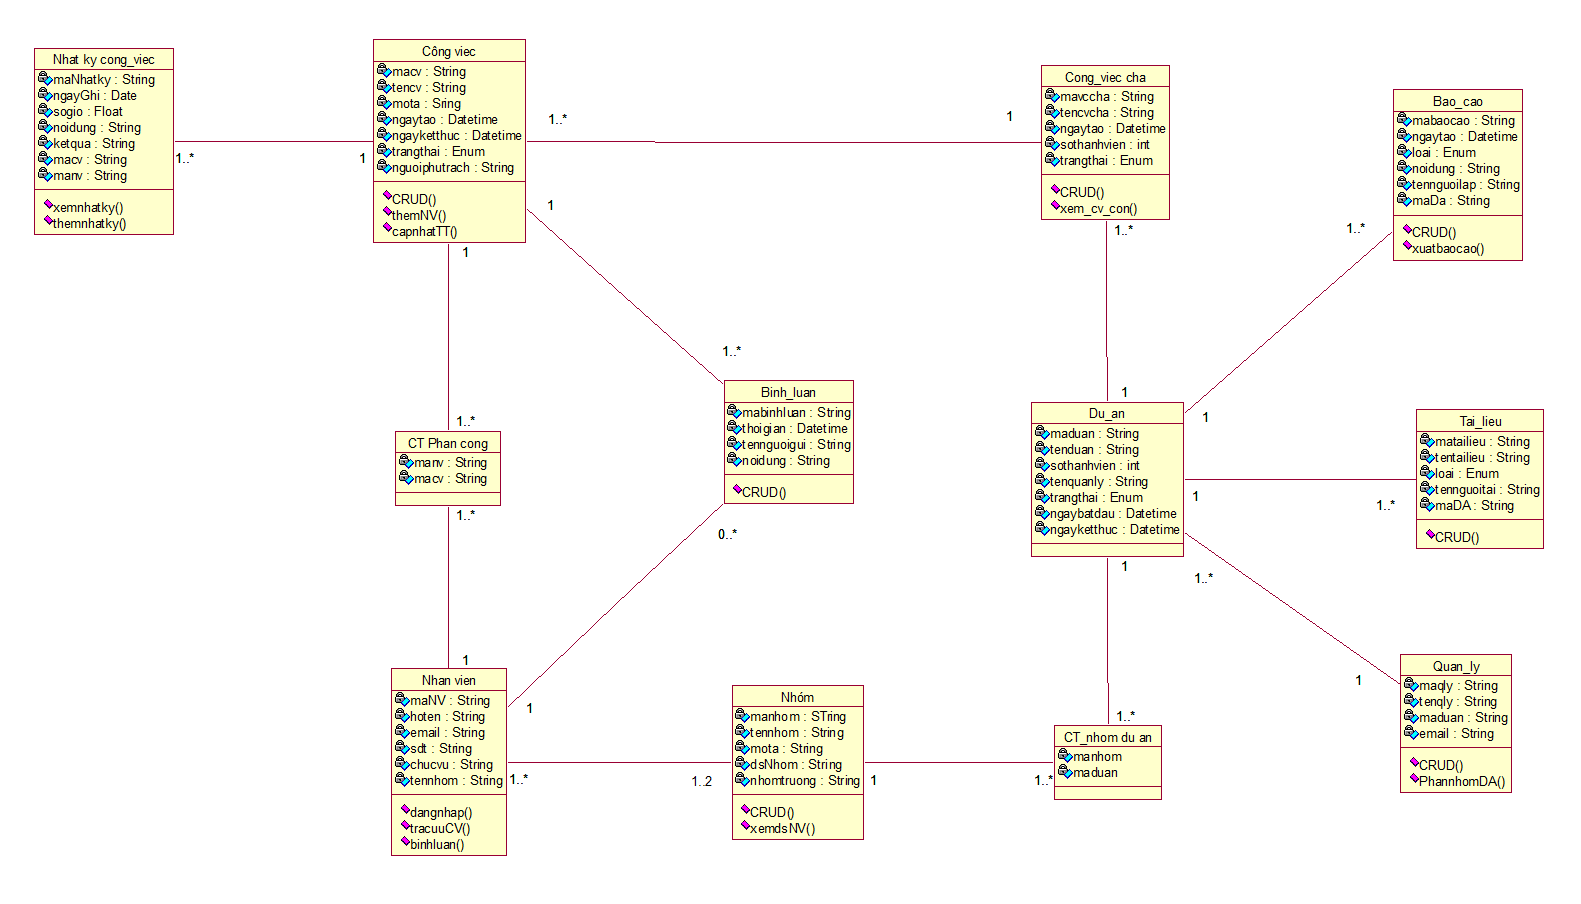 Nhat ky cong_viec
maNhatky : String
ngayGhi : Date
sogio : Float
noidung : String
ketqua : String
macv : String
manv : String
xemnhatky()
themnhatky()
1..*
1
Công viec
macv : String
tencv : String
mota : Sring
ngaytao : Datetime
ngayketthuc : Datetime
trangthai : Enum
nguoiphutrach : String
CRUD()
themNV()
capnhatTT()
1..*
1
1
1
Cong_viec cha
mavccha : String
tencvcha : String
ngaytao : Datetime
sothanhvien : int
trangthai : Enum
CRUD()
xem_cv_con()
1..*
1
Bao_cao
mabaocao : String
ngaytao : Datetime
loai : Enum
noidung : String
tennguoilap : String
maDa : String
CRUD()
xuatbaocao()
1..*
1
1..*
Binh_luan
mabinhluan : String
thoigian : Datetime
tennguoigui : String
noidung : String
CRUD()
0..*
1
1..*
CT Phan cong
manv : String
macv : String
1..*
1
Du_an
maduan : String
tenduan : String
sothanhvien : int
tenquanly : String
trangthai : Enum
ngaybatdau : Datetime
ngayketthuc : Datetime
1
1..*
Tai_lieu
matailieu : String
tentailieu : String
loai : Enum
tennguoitai : String
maDA : String
CRUD()
1..*
1
1
1..*
Nhan vien
maNV : String
hoten : String
email : String
sdt : String
chucvu : String
tennhom : String
dangnhap()
tracuuCV()
binhluan()
1..*
1..2
Nhóm
manhom : STring
tennhom : String
mota : String
dsNhom : String
nhomtruong : String
CRUD()
xemdsNV()
1
1..*
CT_nhom du an
manhom
maduan
Quan_ly
maqly : String
tenqly : String
maduan : String
email : String
CRUD()
PhannhomDA()